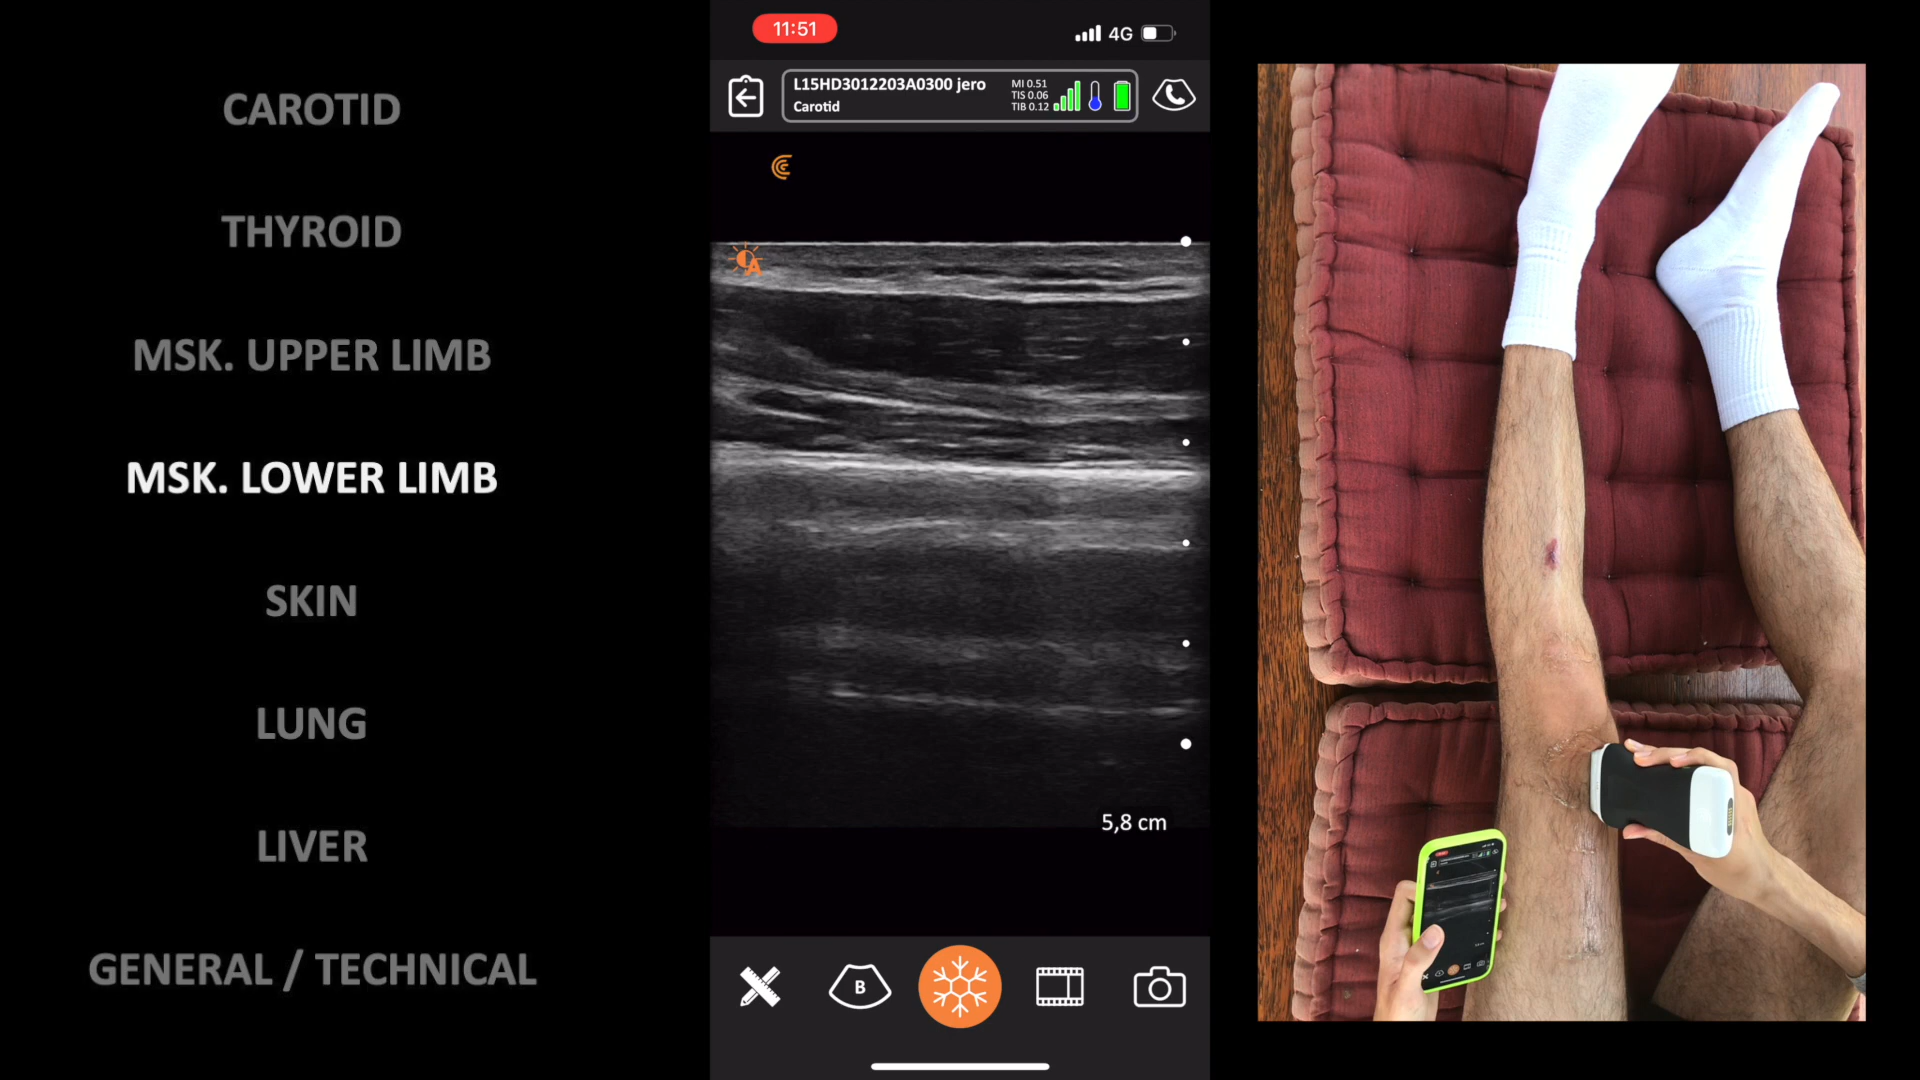 CAROTID
THYROID
MSK. UPPER LIMB
MSK. LOWER LIMB
SKIN
LUNG
LIVER
GENERAL / TECHNICAL
11:51
4G
L15HD3012203A0300 jero
Carotid
MI 0.51
TIS 0.06
TIB 0.12
A
5,8 cm
B